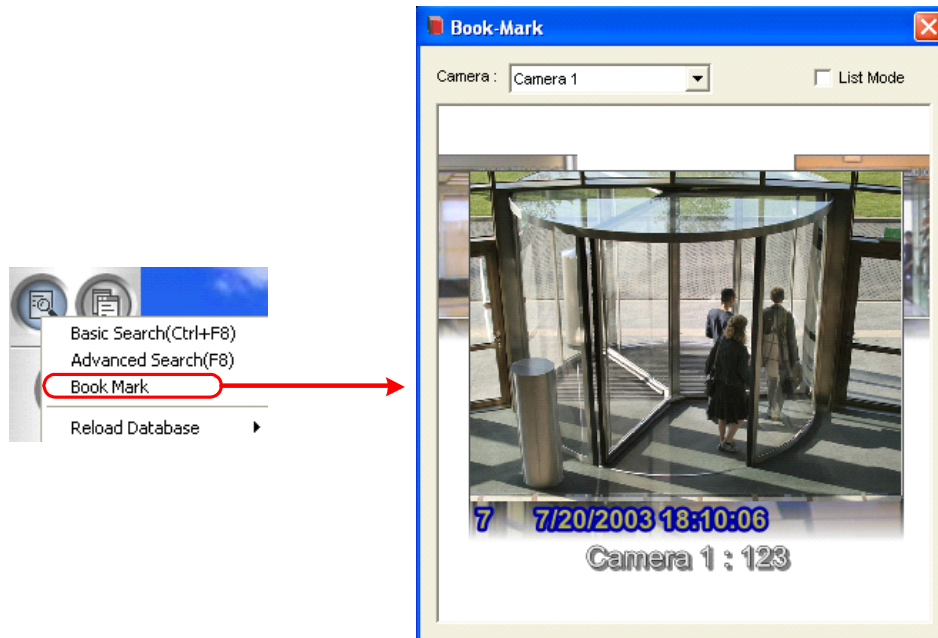 Book-Mark
Camera : Camera 1
List Mode
Basic Search(Ctrl+F8)
Advanced Search(F8)
Book Mark
Reload Database
7 7/20/2003 18:10:06
Camera 1 : 123